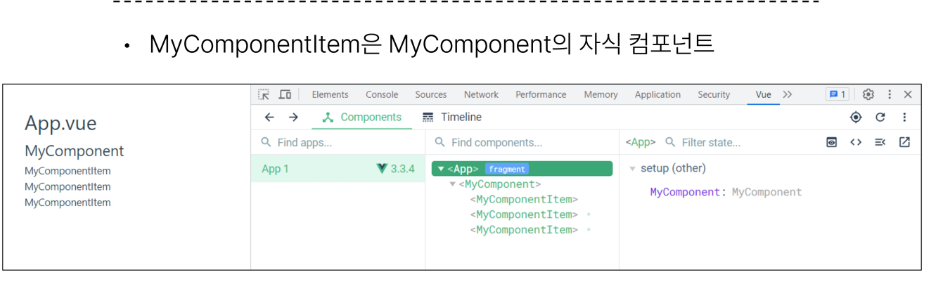 • MyComponentItem은 MyComponent의 자식 컴포넌트
App.vue
MyComponent
MyComponentItem
MyComponentItem
MyComponentItem
Elements Console Sources Network Performance Memory Application Security Vue >> 1
Components Timeline
Find apps... Find components... <App> Filter state...
App 1 3.3.4
▾ <App> fragment
▾ <MyComponent>
<MyComponentItem>
<MyComponentItem>
<MyComponentItem>
▾ setup (other)
MyComponent: MyComponent